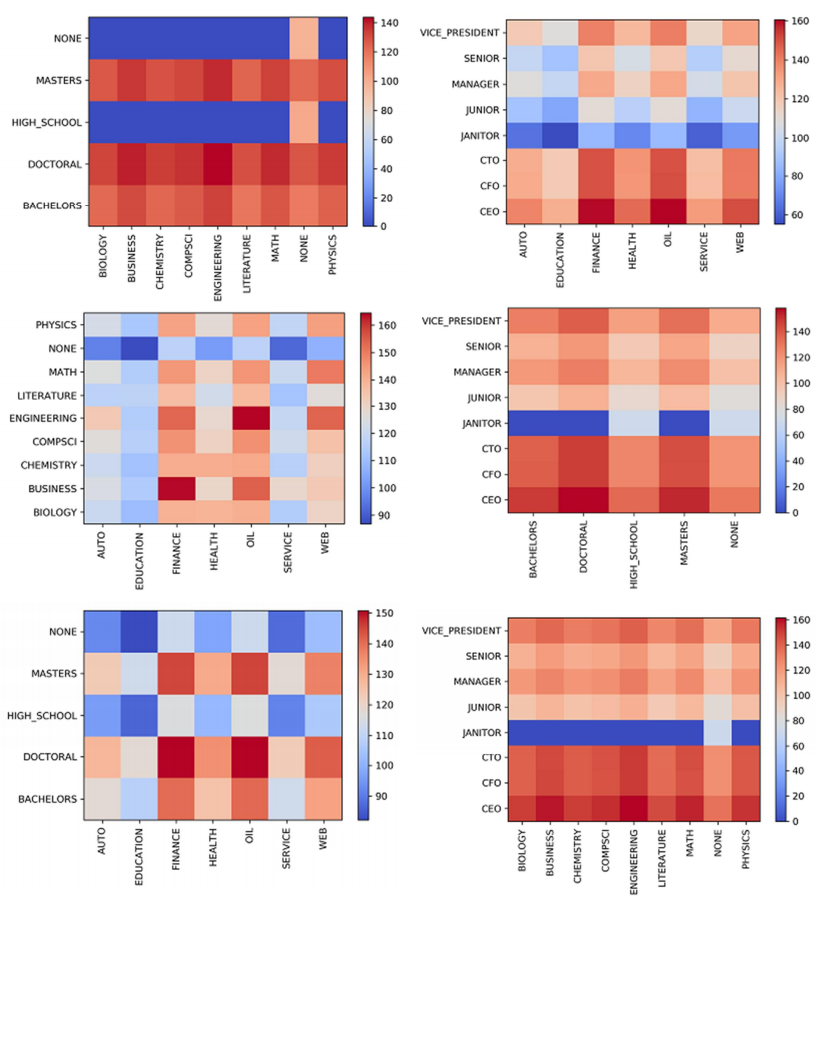 NONE
MASTERS
HIGH_SCHOOL
DOCTORAL
BACHELORS
BIOLOGY
BUSINESS
CHEMISTRY
COMPSCI
ENGINEERING
LITERATURE
MATH
NONE
PHYSICS
140
120
100
80
60
40
20
0
VICE_PRESIDENT
SENIOR
MANAGER
JUNIOR
JANITOR
CTO
CFO
CEO
AUTO
EDUCATION
FINANCE
HEALTH
OIL
SERVICE
WEB
160
140
120
100
80
60
PHYSICS
NONE
MATH
LITERATURE
ENGINEERING
COMPSCI
CHEMISTRY
BUSINESS
BIOLOGY
AUTO
EDUCATION
FINANCE
HEALTH
OIL
SERVICE
WEB
160
150
140
130
120
110
100
90
VICE_PRESIDENT
SENIOR
MANAGER
JUNIOR
JANITOR
CTO
CFO
CEO
BACHELORS
DOCTORAL
HIGH_SCHOOL
MASTERS
NONE
140
120
100
80
60
40
20
0
NONE
MASTERS
HIGH_SCHOOL
DOCTORAL
BACHELORS
AUTO
EDUCATION
FINANCE
HEALTH
OIL
SERVICE
WEB
150
140
130
120
110
100
90
VICE_PRESIDENT
SENIOR
MANAGER
JUNIOR
JANITOR
CTO
CFO
CEO
BIOLOGY
BUSINESS
CHEMISTRY
COMPSCI
ENGINEERING
LITERATURE
MATH
NONE
PHYSICS
160
140
120
100
80
60
40
20
0